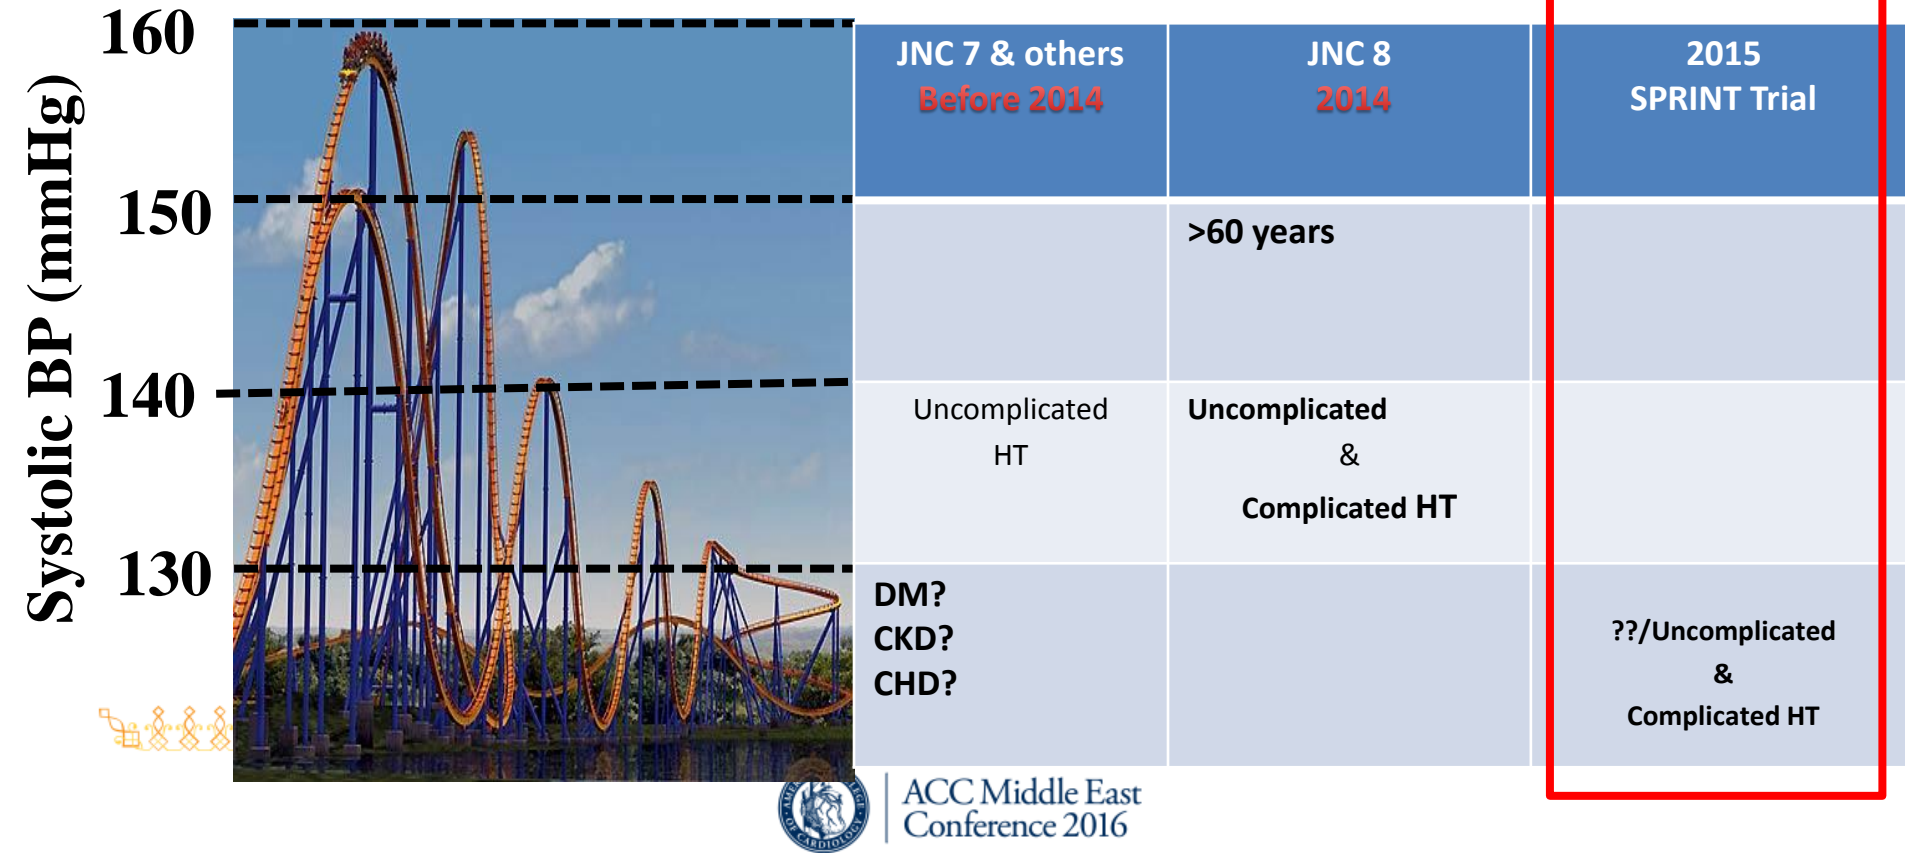 160
150
140
130
Systolic BP (mmHg)
JNC 7 & others
Before 2014
JNC 8
2014
2015
SPRINT Trial
>60 years
Uncomplicated
HT
Uncomplicated
&
Complicated HT
DM?
CKD?
CHD?
??/Uncomplicated
&
Complicated HT
ACC Middle East
Conference 2016